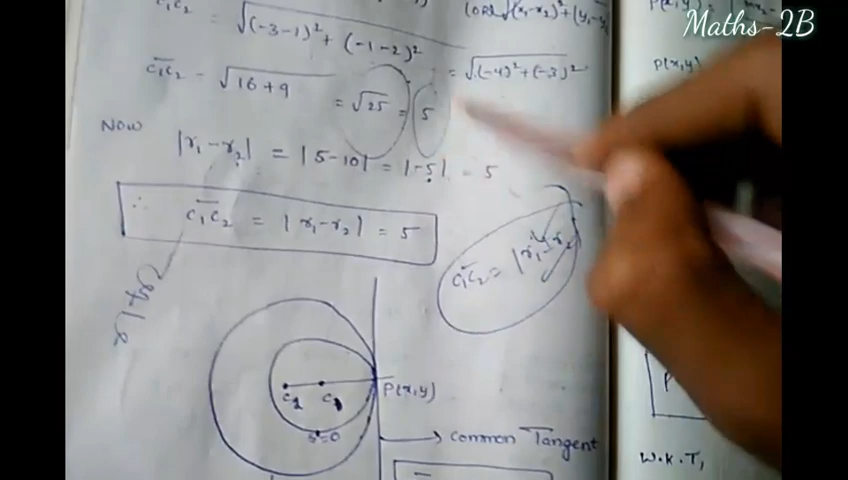 Maths-2B
C₁C₂ = √(-3-1)² + (-1-2)²
(OR) √(x₁-x₂)² + (y₁-y₂
P(x,y)
C₁C₂ - √16+9 = √25 = 5
= √(-4)² + (-3)²
P(x,y)
Now
|r₁-r₂| = |5-10| = |-5| = 5
∴ C₁C₂ = |r₁-r₂| = 5
C₁C₂ = |r₁-r₂|
C₂ C₁ P(x,y)
S=0
Common Tangent
W.K.T,